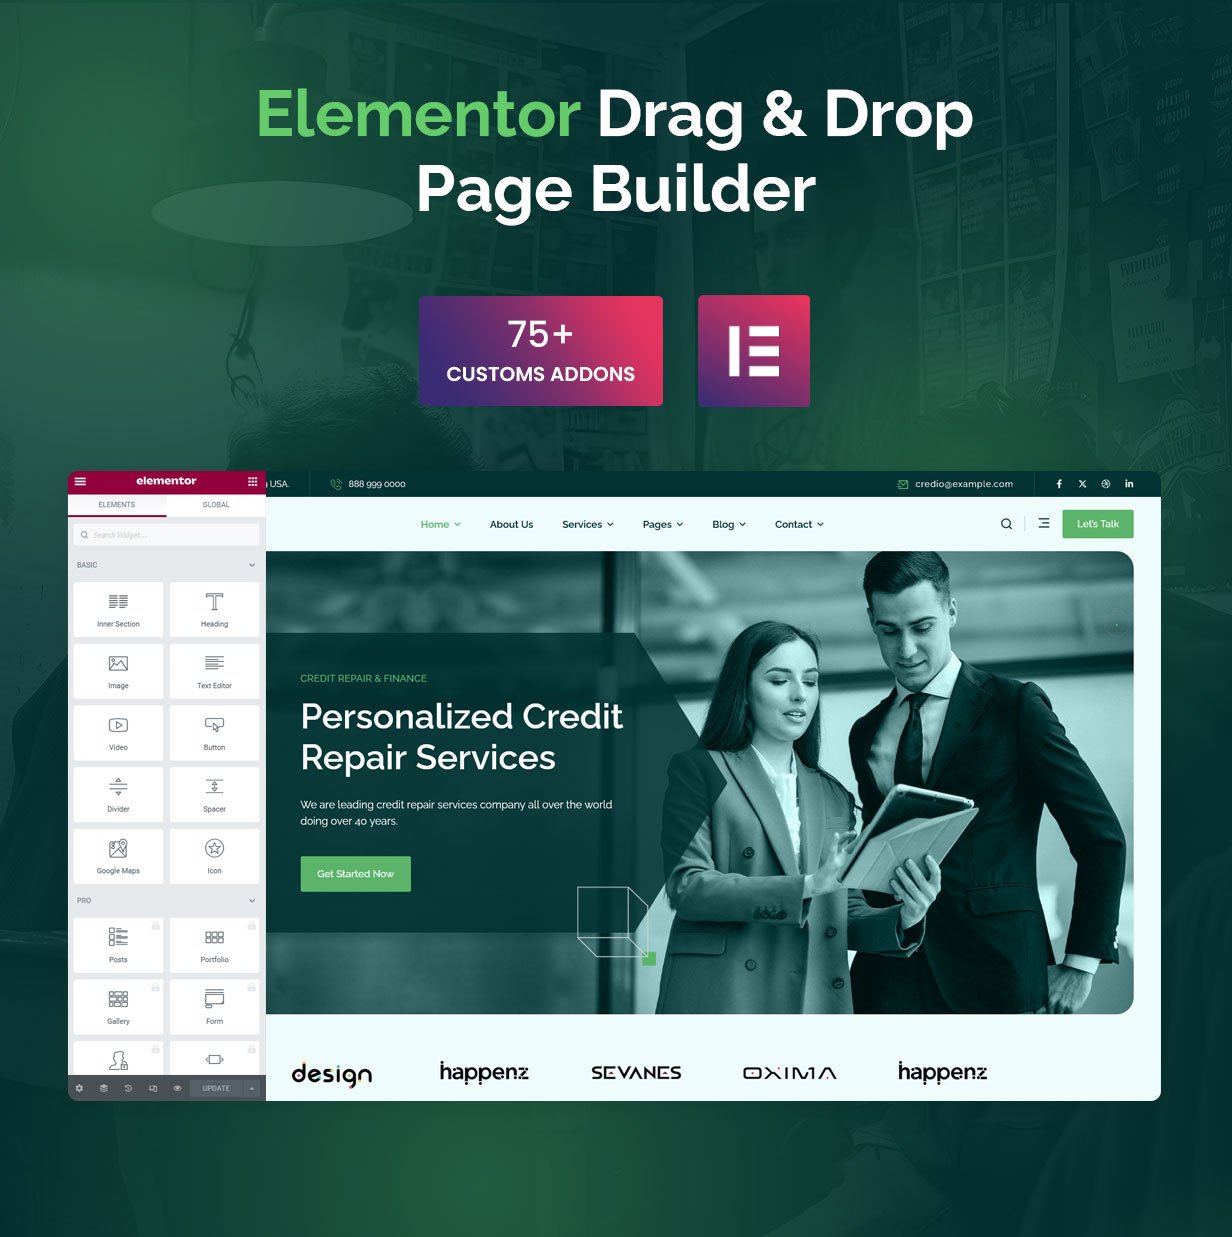 Elementor Drag & Drop
Page Builder
75+
CUSTOMS ADDONS
elementor
USA.
888 999 0000
credio@example.com
ELEMENTS
GLOBAL
Search Widget...
Home
About Us
Services
Pages
Blog
Contact
Let's Talk
BASIC
Inner Section
Heading
Image
Text Editor
Video
Button
Divider
Spacer
Google Maps
Icon
PRO
Posts
Portfolio
Gallery
Form
UPDATE
CREDIT REPAIR & FINANCE
Personalized Credit
Repair Services
We are leading credit repair services company all over the world
doing over 40 years.
Get Started Now
design
happenz
SEVANES
OXIMA
happenz